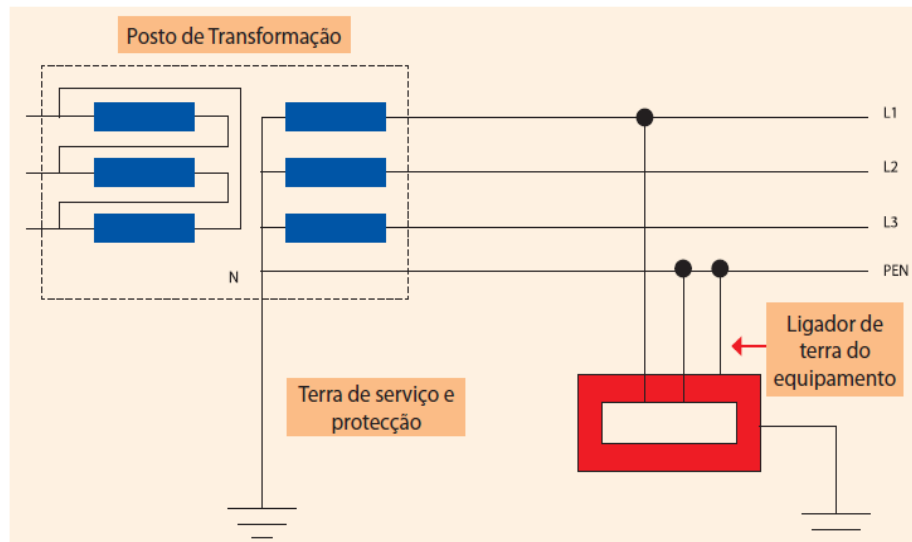 Posto de Transformação
L1
L2
L3
N
PEN
Ligador de
terra do
equipamento
Terra de serviço e
protecção